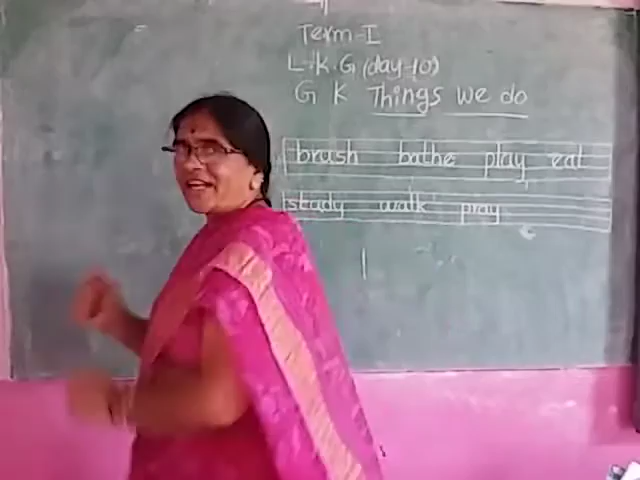 Term-I
L.K.G (day-10)
G K Things we do
brush bathe play eat
study walk pray